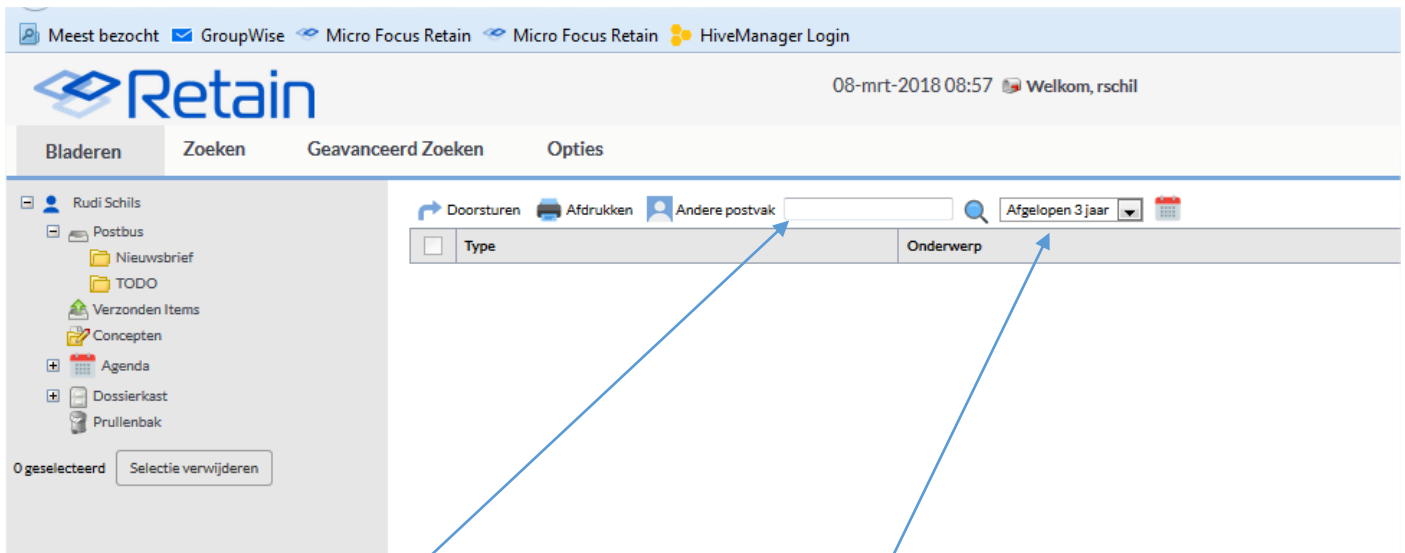 Meest bezocht GroupWise Micro Focus Retain Micro Focus Retain HiveManager Login
Retain
08-mrt-2018 08:57 Welkom, rschil
Bladeren Zoeken Geavanceerd Zoeken Opties
Rudi Schils
Postbus
Nieuwsbrief
TODO
Verzonden Items
Concepten
Agenda
Dossierkast
Prullenbak
0 geselecteerd Selectie verwijderen
Doorsturen Afdrukken Andere postvak Afgelopen 3 jaar
Type Onderwerp